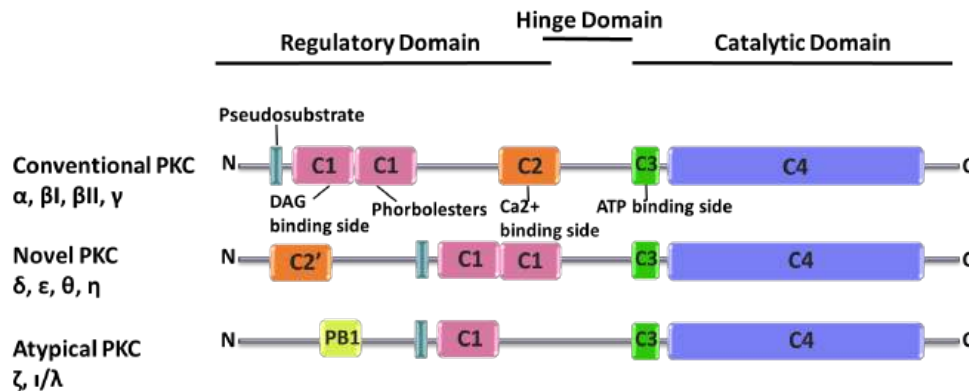 Hinge Domain
Regulatory Domain
Catalytic Domain
Pseudosubstrate
Conventional PKC
α, βI, βII, γ
N
C1
C1
C2
C3
C4
C
DAG
binding side
Phorbolesters
Ca2+
binding side
ATP binding side
Novel PKC
δ, ε, θ, η
N
C2’
C1
C1
C3
C4
C
Atypical PKC
ζ, ι/λ
N
PB1
C1
C3
C4
C